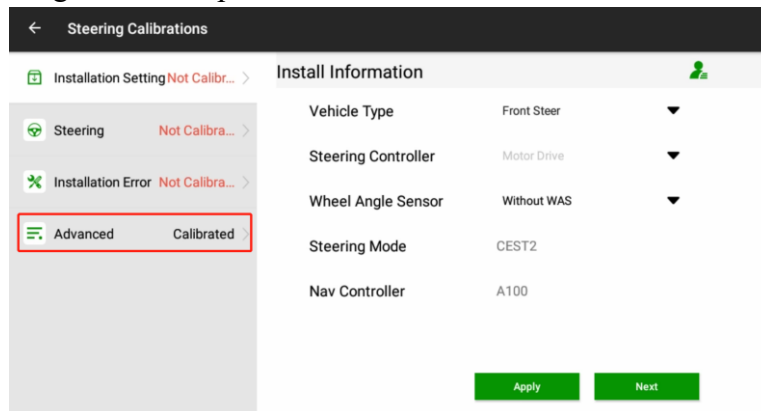 Steering Calibrations
Installation Setting Not Calibr...
Steering Not Calibra...
Installation Error Not Calibra...
Advanced Calibrated
Install Information
Vehicle Type Front Steer
Steering Controller Motor Drive
Wheel Angle Sensor Without WAS
Steering Mode CEST2
Nav Controller A100
Apply Next